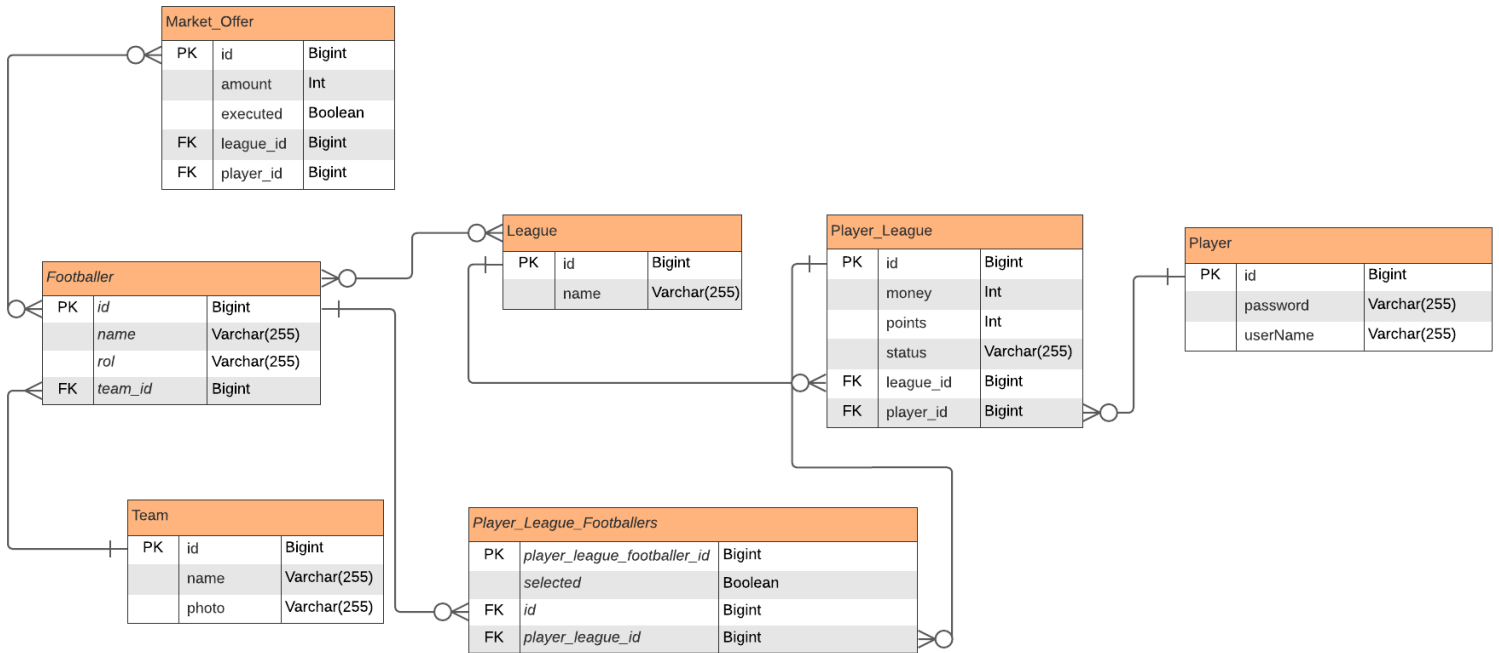 Market_Offer
PK id Bigint
amount Int
executed Boolean
FK league_id Bigint
FK player_id Bigint
League
PK id Bigint
name Varchar(255)
Player_League
PK id Bigint
money Int
points Int
status Varchar(255)
FK league_id Bigint
FK player_id Bigint
Player
PK id Bigint
password Varchar(255)
userName Varchar(255)
Footballer
PK id Bigint
name Varchar(255)
rol Varchar(255)
FK team_id Bigint
Team
PK id Bigint
name Varchar(255)
photo Varchar(255)
Player_League_Footballers
PK player_league_footballer_id Bigint
selected Boolean
FK id Bigint
FK player_league_id Bigint